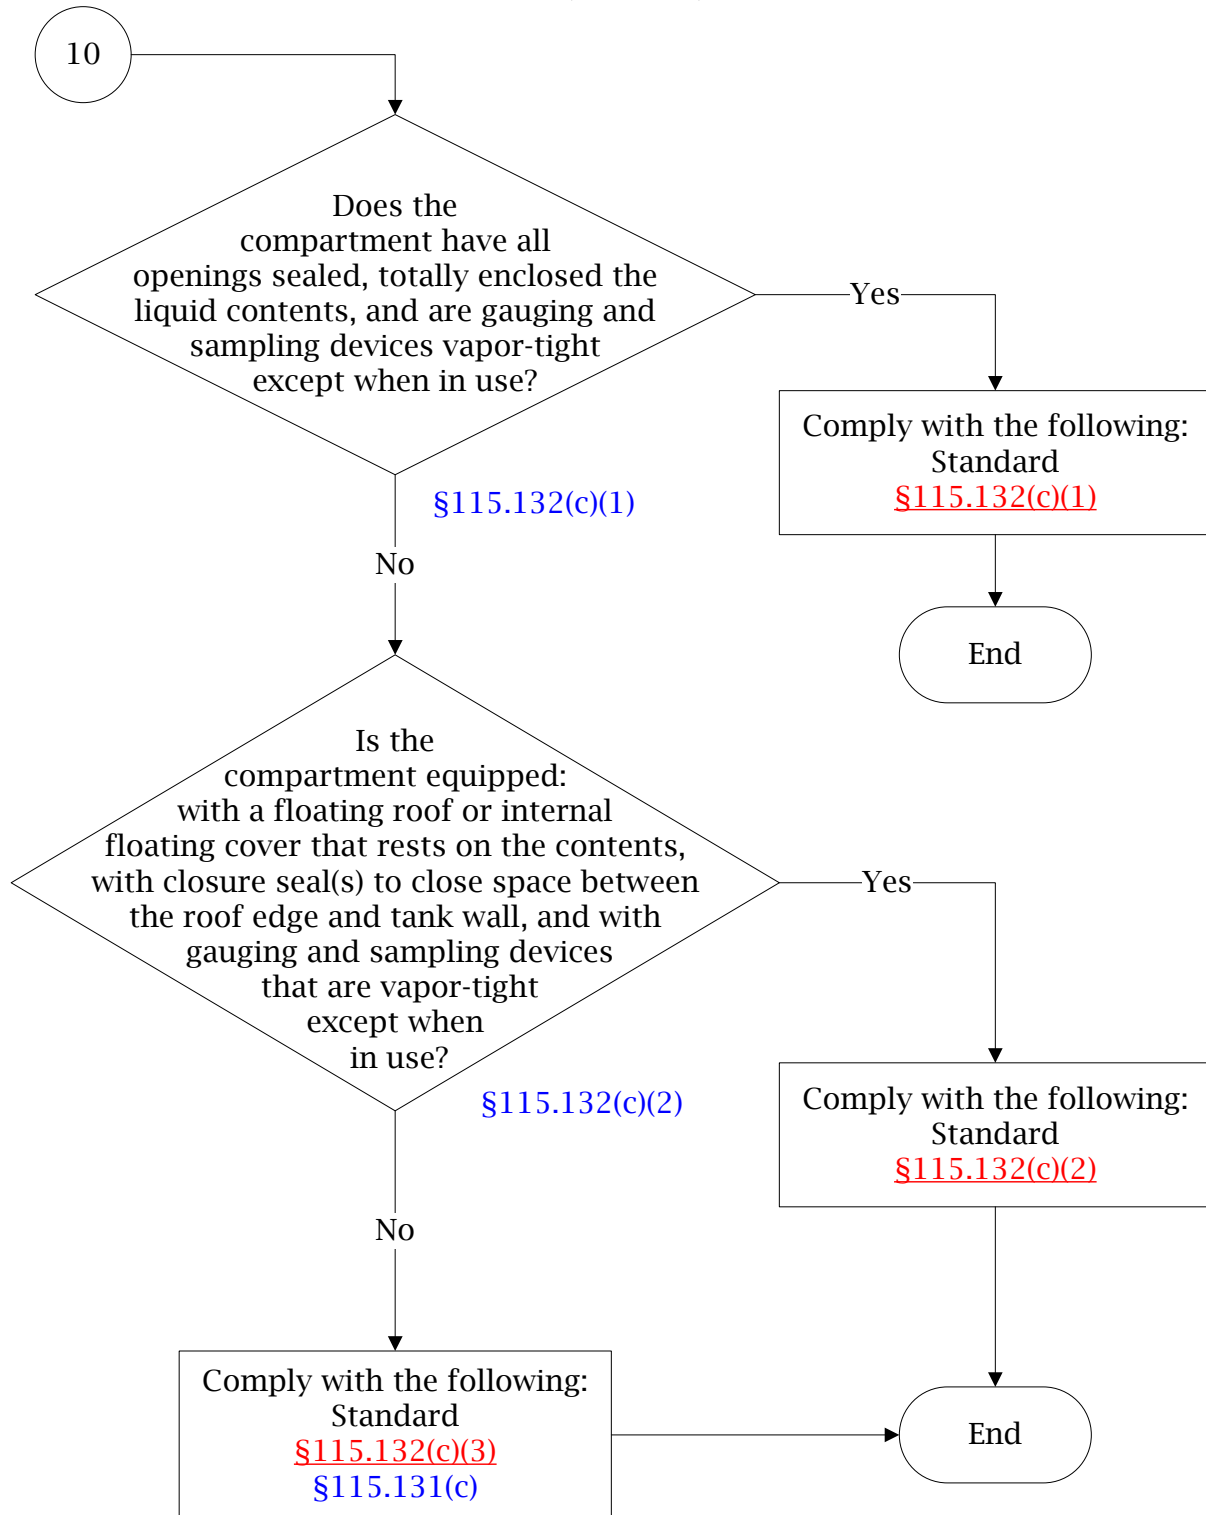 10
Does the
compartment have all
openings sealed, totally enclosed the
liquid contents, and are gauging and
sampling devices vapor-tight
except when in use?
Yes
Comply with the following:
Standard
§115.132(c)(1)
§115.132(c)(1)
No
End
Is the
compartment equipped:
with a floating roof or internal
floating cover that rests on the contents,
with closure seal(s) to close space between
the roof edge and tank wall, and with
gauging and sampling devices
that are vapor-tight
except when
in use?
Yes
§115.132(c)(2)
Comply with the following:
Standard
§115.132(c)(2)
No
Comply with the following:
Standard
§115.132(c)(3)
§115.131(c)
End